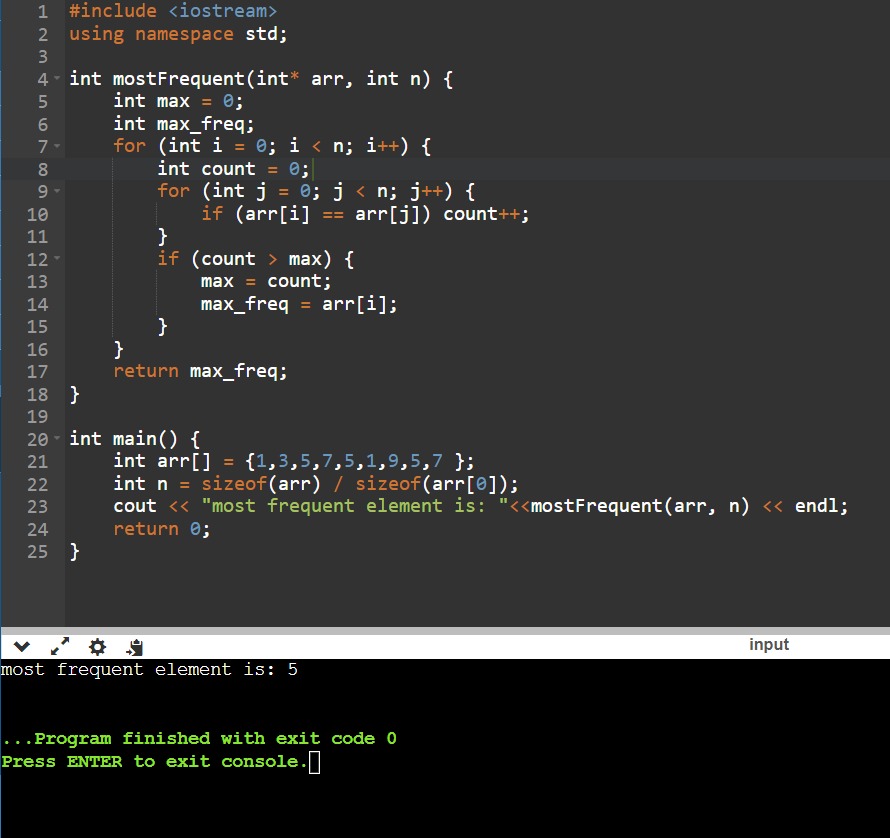 1 #include <iostream>
2 using namespace std;
3
4 int mostFrequent(int* arr, int n) {
5     int max = 0;
6     int max_freq;
7     for (int i = 0; i < n; i++) {
8         int count = 0;
9         for (int j = 0; j < n; j++) {
10             if (arr[i] == arr[j]) count++;
11         }
12         if (count > max) {
13             max = count;
14             max_freq = arr[i];
15         }
16     }
17     return max_freq;
18 }
19
20 int main() {
21     int arr[] = {1,3,5,7,5,1,9,5,7 };
22     int n = sizeof(arr) / sizeof(arr[0]);
23     cout << "most frequent element is: "<<mostFrequent(arr, n) << endl;
24     return 0;
25 }
input
most frequent element is: 5
...Program finished with exit code 0
Press ENTER to exit console.